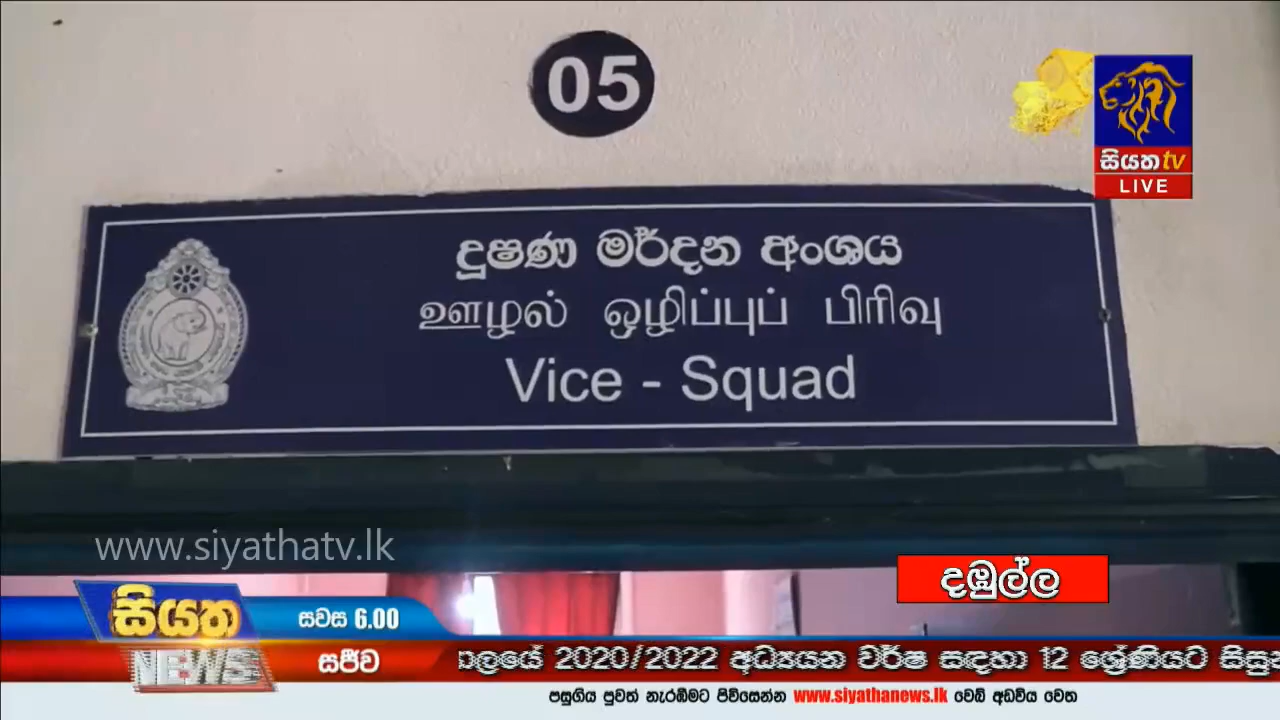 05
සියත tv
LIVE
දූෂණ මර්දන අංශය
ஊழல் ஒழிப்புப் பிரிவு
Vice - Squad
www.siyathatv.lk
දඹුල්ල
සියත
NEWS
සවස 6.00
සජීව
2020/2022 අධ්‍යයන වර්ෂ සඳහා 12 ශ්‍රේණියට
පසුගිය පුවත් නැරඹීමට පිවිසෙන්න www.siyathanews.lk වෙබ් අඩවිය වෙත